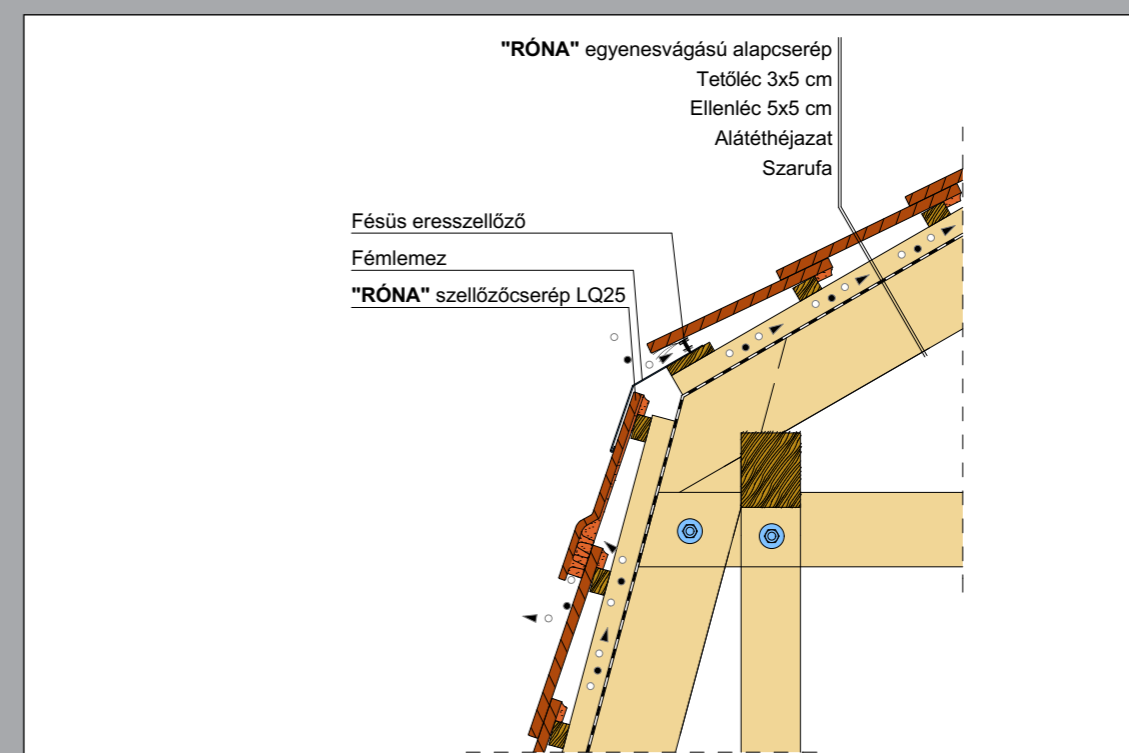 "RÓNA" egyenesvágású alapcserép
Tetőléc 3x5 cm
Ellenléc 5x5 cm
Alátéthéjazat
Szarufa
Fésüs eresszellőző
Fémlemez
"RÓNA" szellőzőcserép LQ25